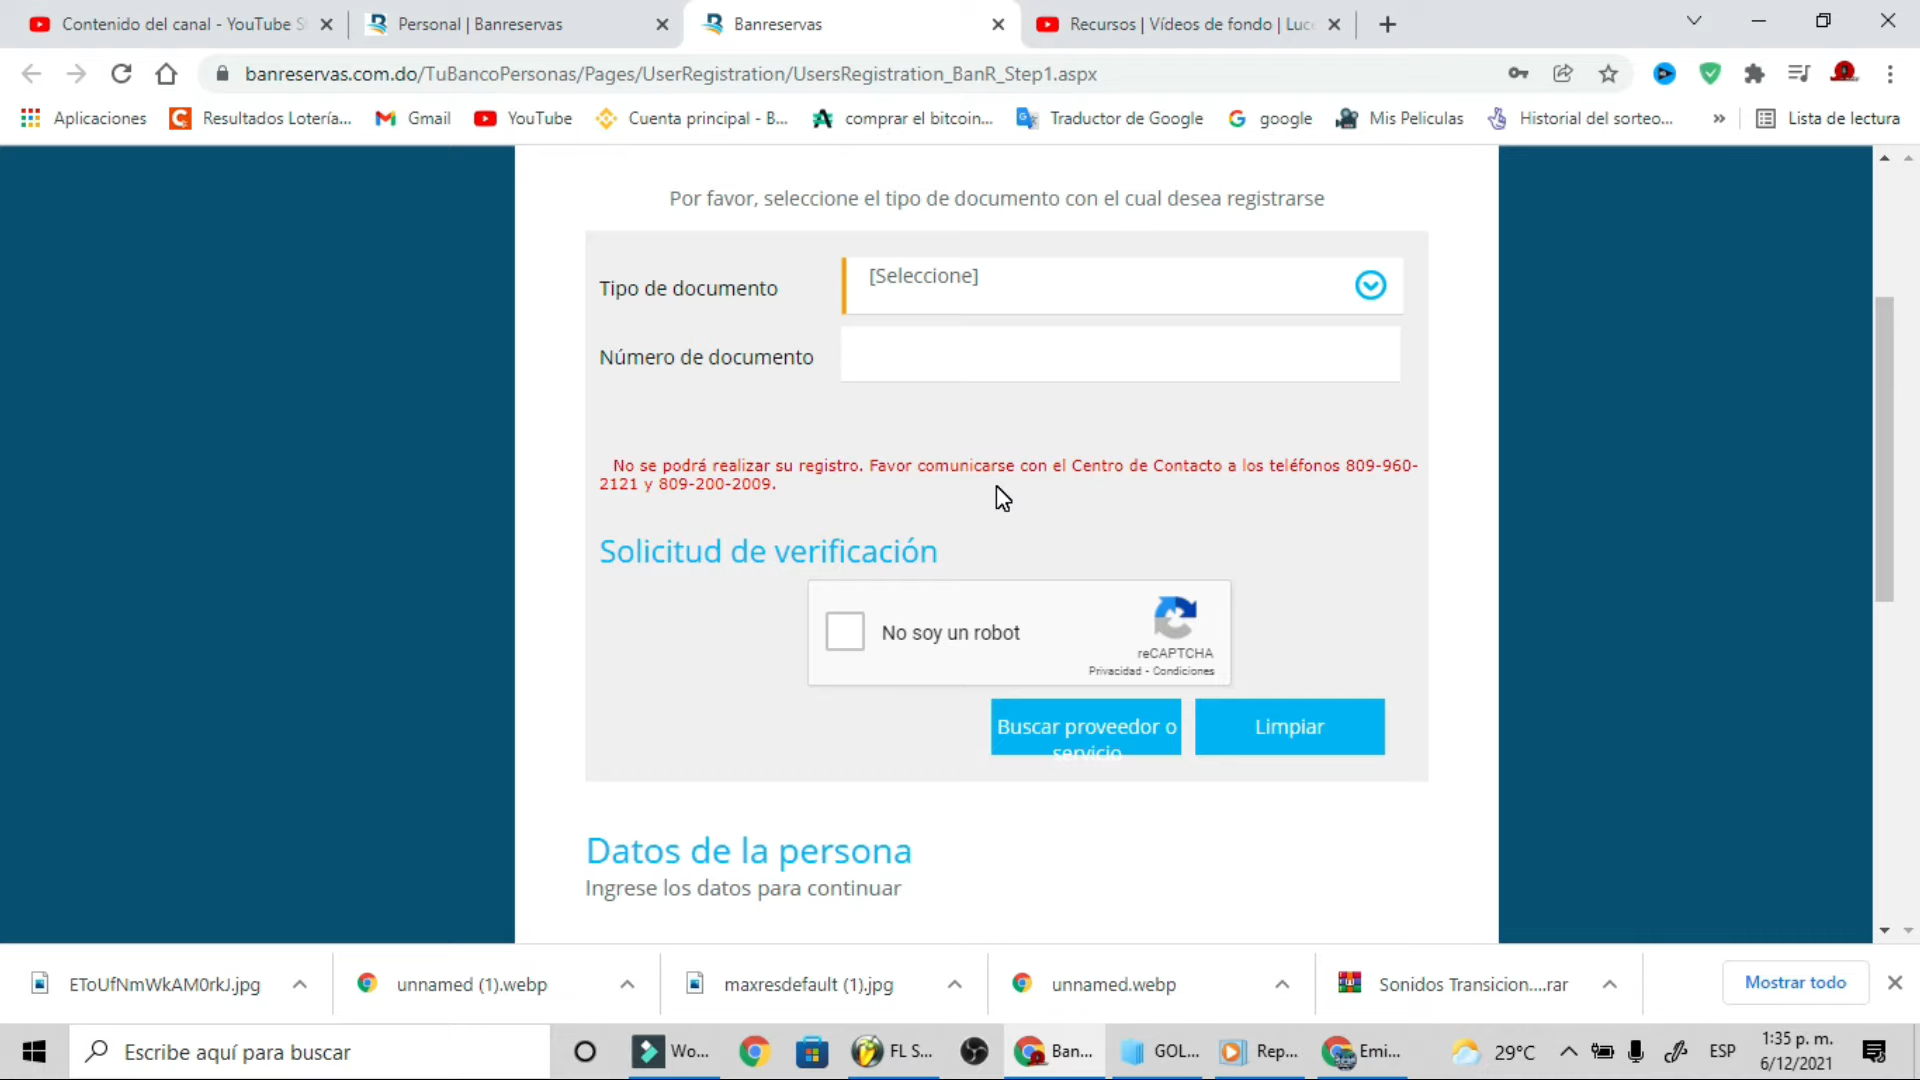 Contenido del canal - YouTube S
Personal | Banreservas
Banreservas
Recursos | Vídeos de fondo | Luc
banreservas.com.do/TuBancoPersonas/Pages/UserRegistration/UsersRegistration_BanR_Step1.aspx
Aplicaciones
Resultados Lotería...
Gmail
YouTube
Cuenta principal - B...
comprar el bitcoin...
Traductor de Google
google
Mis Peliculas
Historial del sorteo...
»
Lista de lectura
Por favor, seleccione el tipo de documento con el cual desea registrarse
Tipo de documento
[Seleccione]
Número de documento
No se podrá realizar su registro. Favor comunicarse con el Centro de Contacto a los teléfonos 809-960-
2121 y 809-200-2009.
Solicitud de verificación
No soy un robot
reCAPTCHA
Privacidad - Condiciones
Buscar proveedor o
servicio
Limpiar
Datos de la persona
Ingrese los datos para continuar
EToUfNmWkAM0rkJ.jpg
unnamed (1).webp
maxresdefault (1).jpg
unnamed.webp
Sonidos Transicion....rar
Mostrar todo
Escribe aquí para buscar
Wo...
FL S...
Ban...
GOL...
Rep...
Emi...
29°C
ESP
1:35 p. m.
6/12/2021